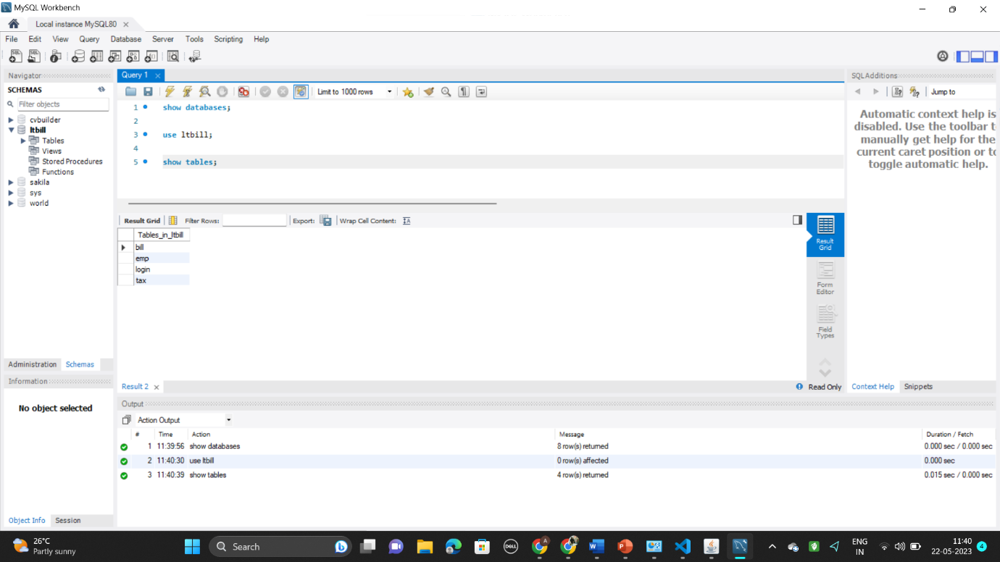 MySQL Workbench
Local instance MySQL80
File Edit View Query Database Server Tools Scripting Help
Navigator
SCHEMAS
Filter objects
cvbuilder
ltbill
Tables
Views
Stored Procedures
Functions
sakila
sys
world
Administration Schemas
Information
No object selected
Object Info Session
Query 1
Limit to 1000 rows
1 show databases;
2
3 use ltbill;
4
5 show tables;
Result Grid Filter Rows: Export: Wrap Cell Content:
Tables_in_ltbill
bill
emp
login
tax
Result
Grid
Form
Editor
Field
Types
Result 2
Read Only
SQLAdditions
Jump to
Automatic context help is
disabled. Use the toolbar t
manually get help for the
current caret position or to
toggle automatic help.
Context Help Snippets
Output
Action Output
# Time Action Message Duration / Fetch
1 11:39:56 show databases 8 row(s) returned 0.000 sec / 0.000 sec
2 11:40:30 use ltbill 0 row(s) affected 0.000 sec
3 11:40:39 show tables 4 row(s) returned 0.015 sec / 0.000 sec
26°C
Partly sunny
Search
DELL
ENG
IN
11:40
22-05-2023
4